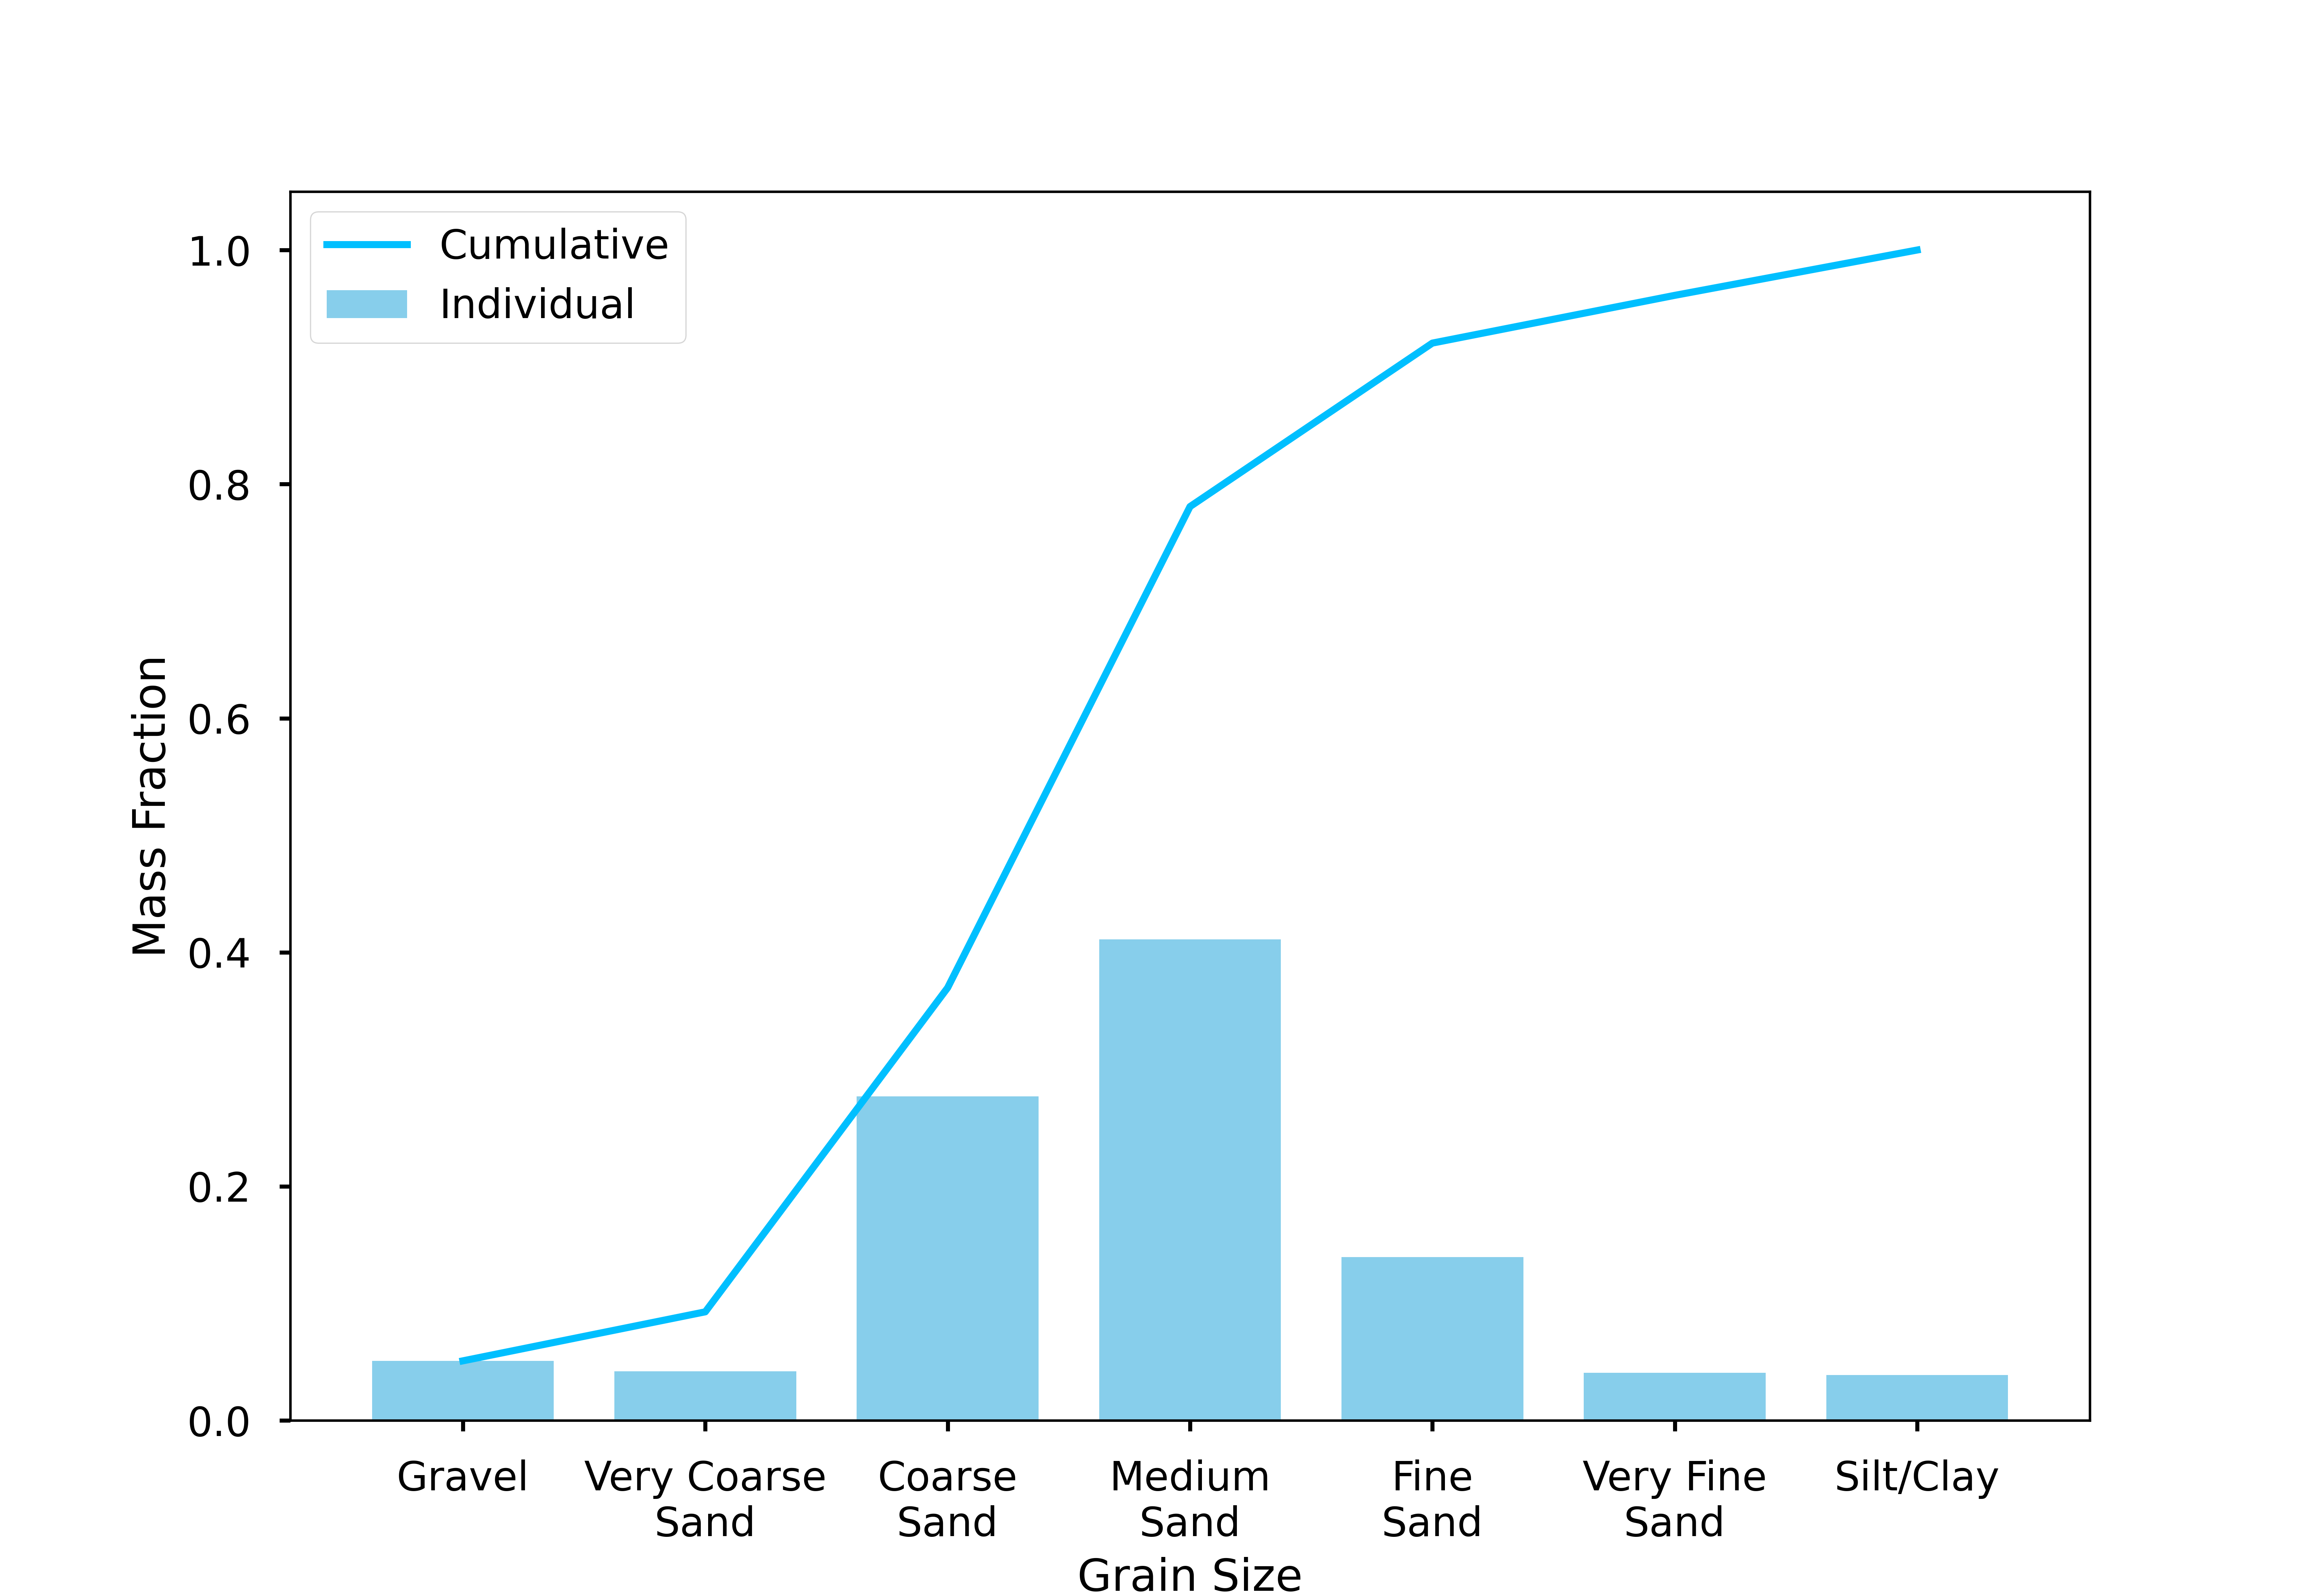 Cumulative
Individual
1.0
0.8
0.6
0.4
0.2
0.0
Mass Fraction
Gravel
Very Coarse
Sand
Coarse
Sand
Medium
Sand
Fine
Sand
Very Fine
Sand
Silt/Clay
Grain Size